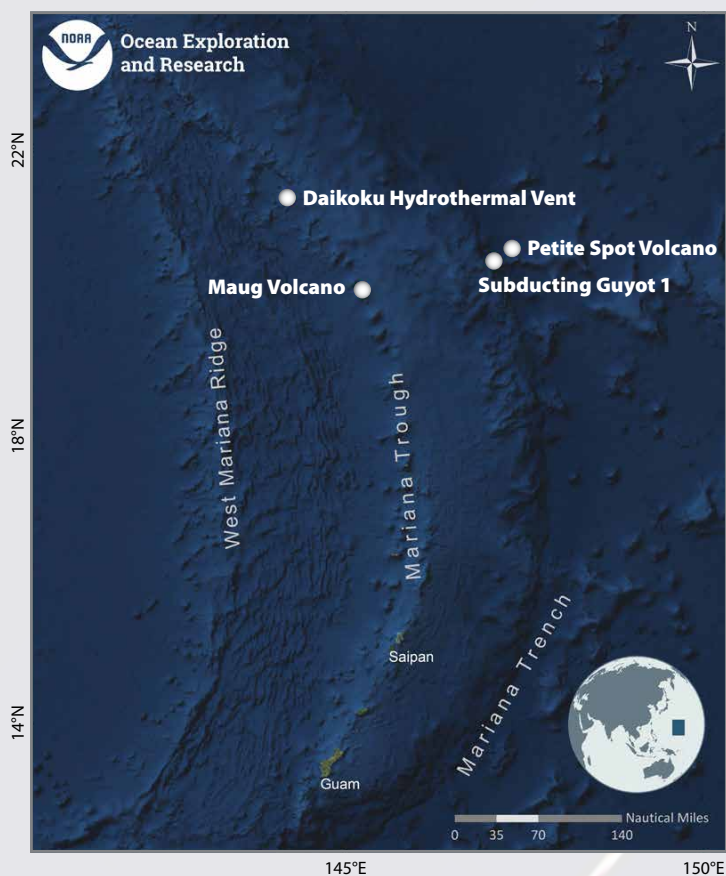 NOAA
Ocean Exploration
and Research
N
22°N
Daikoku Hydrothermal Vent
Petite Spot Volcano
Subducting Guyot 1
Maug Volcano
West Mariana Ridge
Mariana Trough
18°N
Saipan
Mariana Trench
14°N
Guam
Nautical Miles
0 35 70 140
145°E 150°E